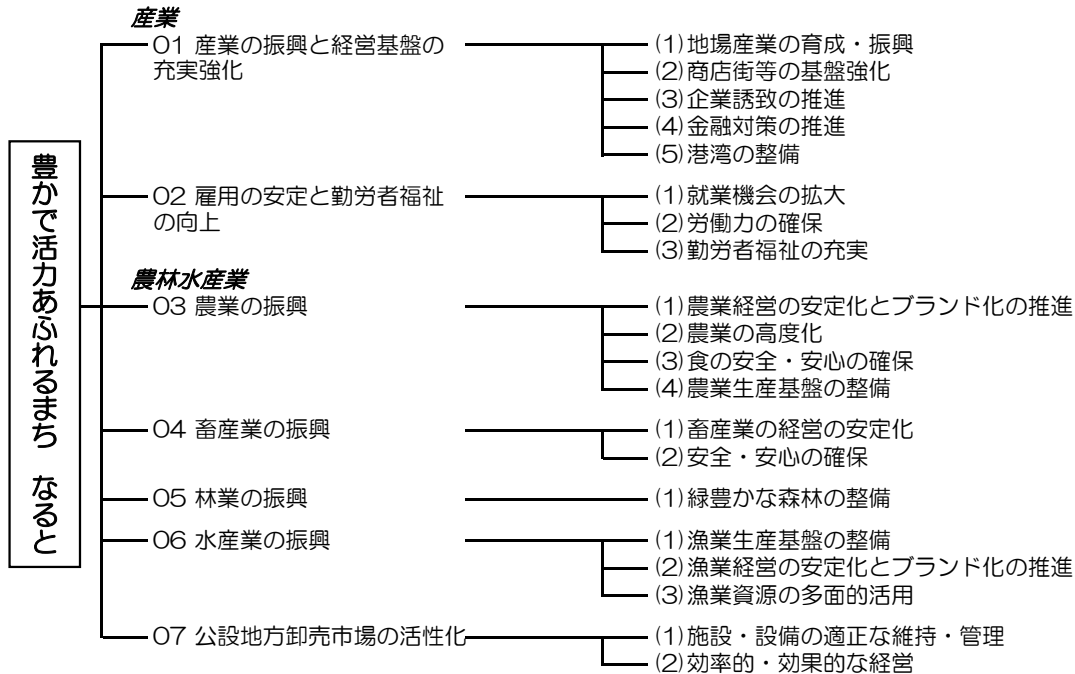 豊かで活力あふれるまち　なると
産業
01 産業の振興と経営基盤の
充実強化
(1)地場産業の育成・振興
(2)商店街等の基盤強化
(3)企業誘致の推進
(4)金融対策の推進
(5)港湾の整備
02 雇用の安定と勤労者福祉
の向上
(1)就業機会の拡大
(2)労働力の確保
(3)勤労者福祉の充実
農林水産業
03 農業の振興
(1)農業経営の安定化とブランド化の推進
(2)農業の高度化
(3)食の安全・安心の確保
(4)農業生産基盤の整備
04 畜産業の振興
(1)畜産業の経営の安定化
(2)安全・安心の確保
05 林業の振興
(1)緑豊かな森林の整備
06 水産業の振興
(1)漁業生産基盤の整備
(2)漁業経営の安定化とブランド化の推進
(3)漁業資源の多面的活用
07 公設地方卸売市場の活性化
(1)施設・設備の適正な維持・管理
(2)効率的・効果的な経営